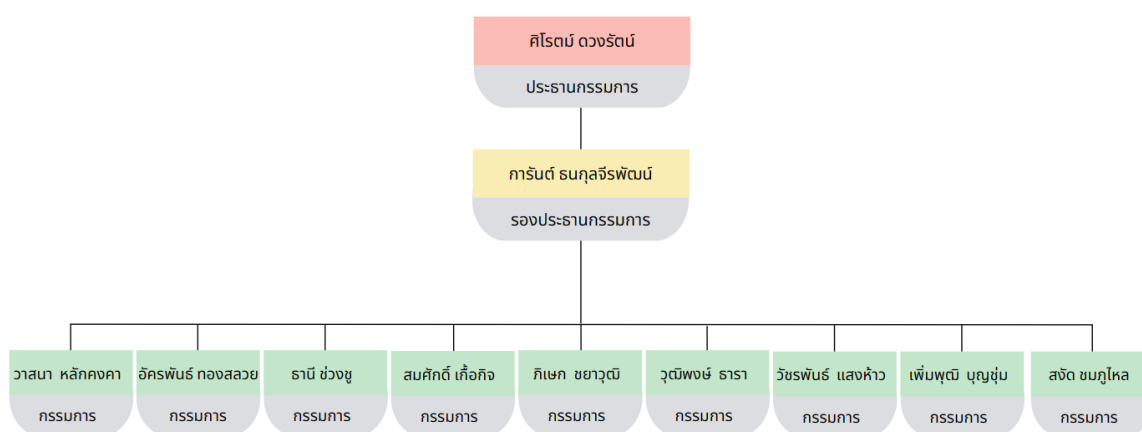 ศิโรตม์ ดวงรัตน์
ประธานกรรมการ
การันต์ ธนกุลจีรพัฒน์
รองประธานกรรมการ
วาสนา หลักคงคา
กรรมการ
อัครพันธ์ ทองสลวย
กรรมการ
ธานี ช่วงชู
กรรมการ
สมศักดิ์ เกื้อกิจ
กรรมการ
ภิเษก ชยาวุฒิ
กรรมการ
วุฒิพงษ์ ธารา
กรรมการ
วัชรพันธ์ แสงห้าว
กรรมการ
เพิ่มพุฒิ บุญชุ่ม
กรรมการ
สงัด ชมภูไหล
กรรมการ